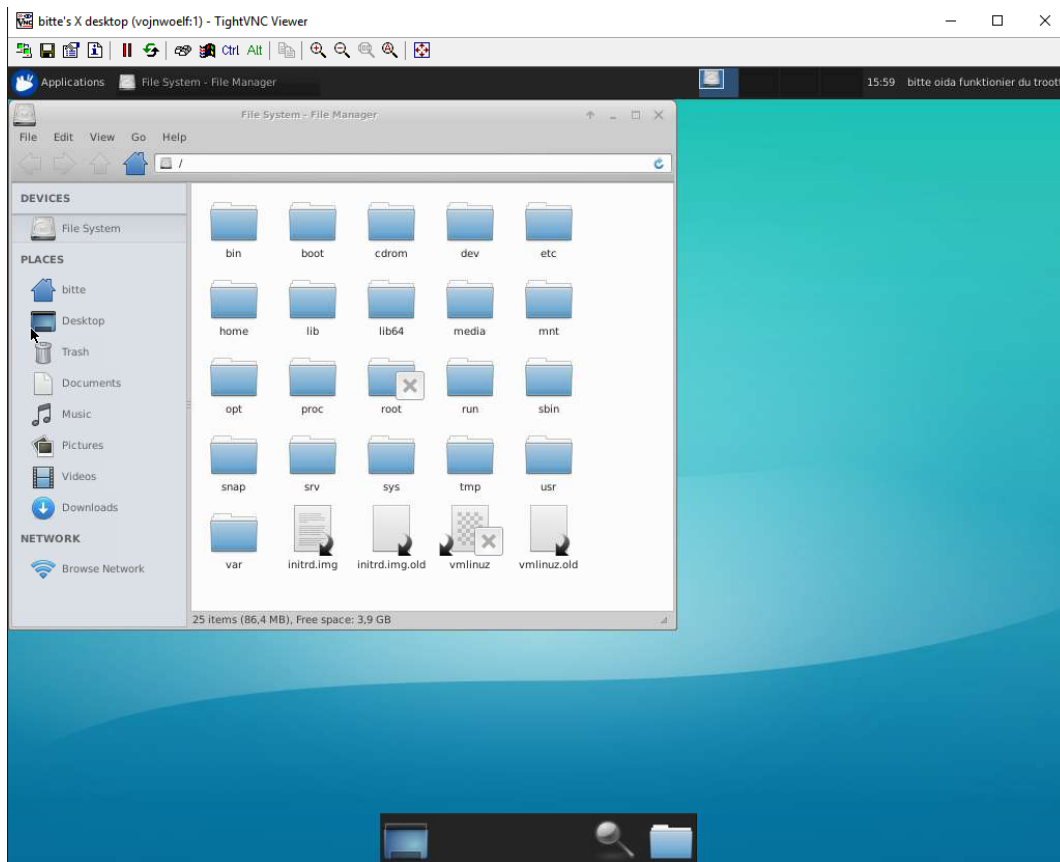 bitte's X desktop (vojnwoelf:1) - TightVNC Viewer
Ctrl Alt
Applications File System - File Manager 15:59 bitte oida funktionier du troot
File System - File Manager
File Edit View Go Help
/
DEVICES
File System
PLACES
bitte
Desktop
Trash
Documents
Music
Pictures
Videos
Downloads
NETWORK
Browse Network
bin boot cdrom dev etc
home lib lib64 media mnt
opt proc root run sbin
snap srv sys tmp usr
var initrd.img initrd.img.old vmlinuz vmlinuz.old
25 items (86,4 MB), Free space: 3,9 GB